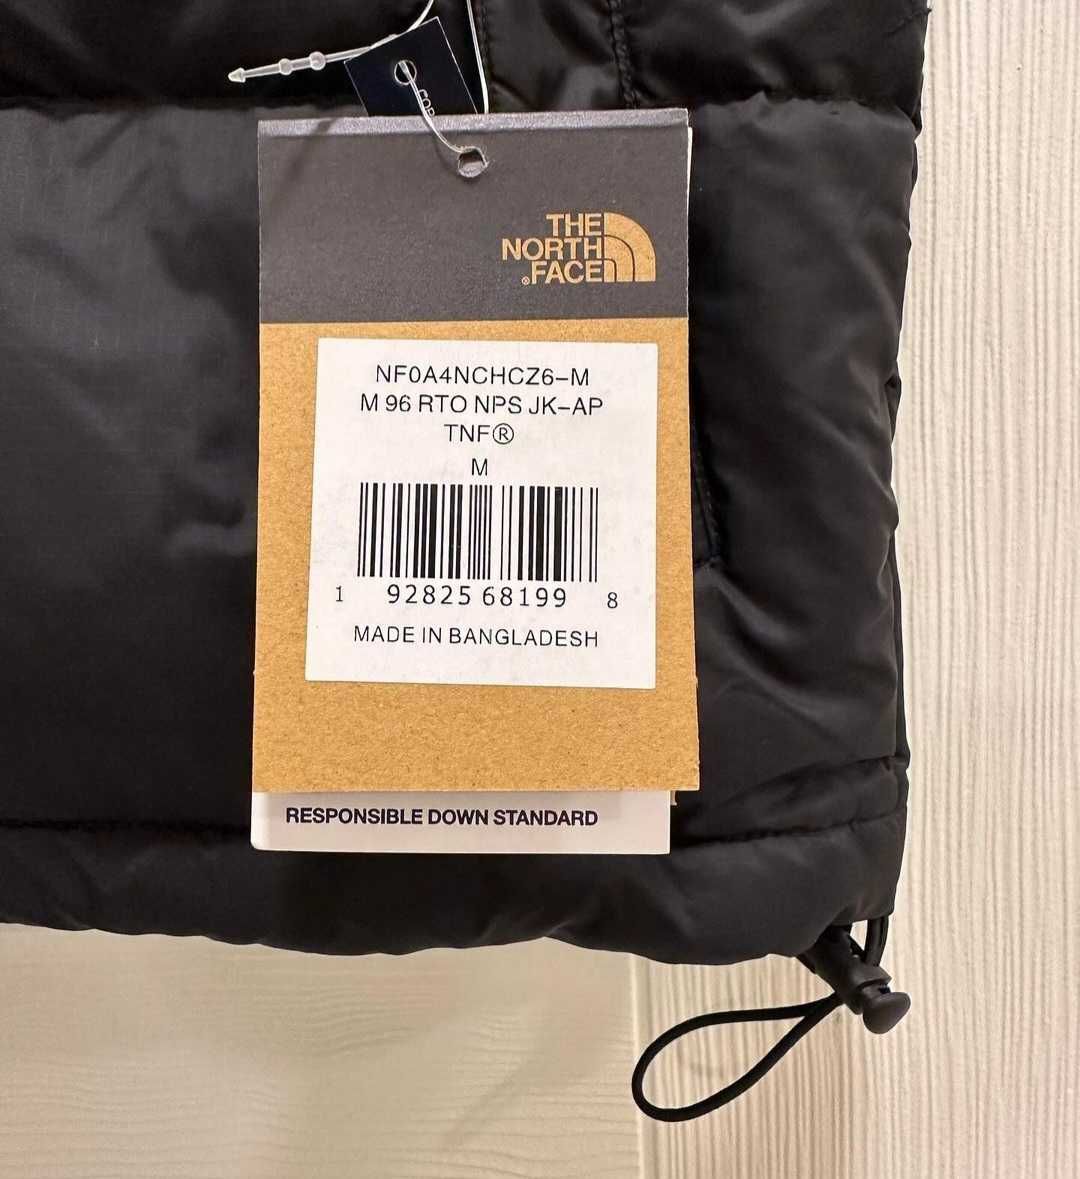 THE
NORTH
®FACE
NF0A4NCHCZ6-M
M 96 RTO NPS JK-AP
TNF®
M
1 92825 68199 8
MADE IN BANGLADESH
RESPONSIBLE DOWN STANDARD